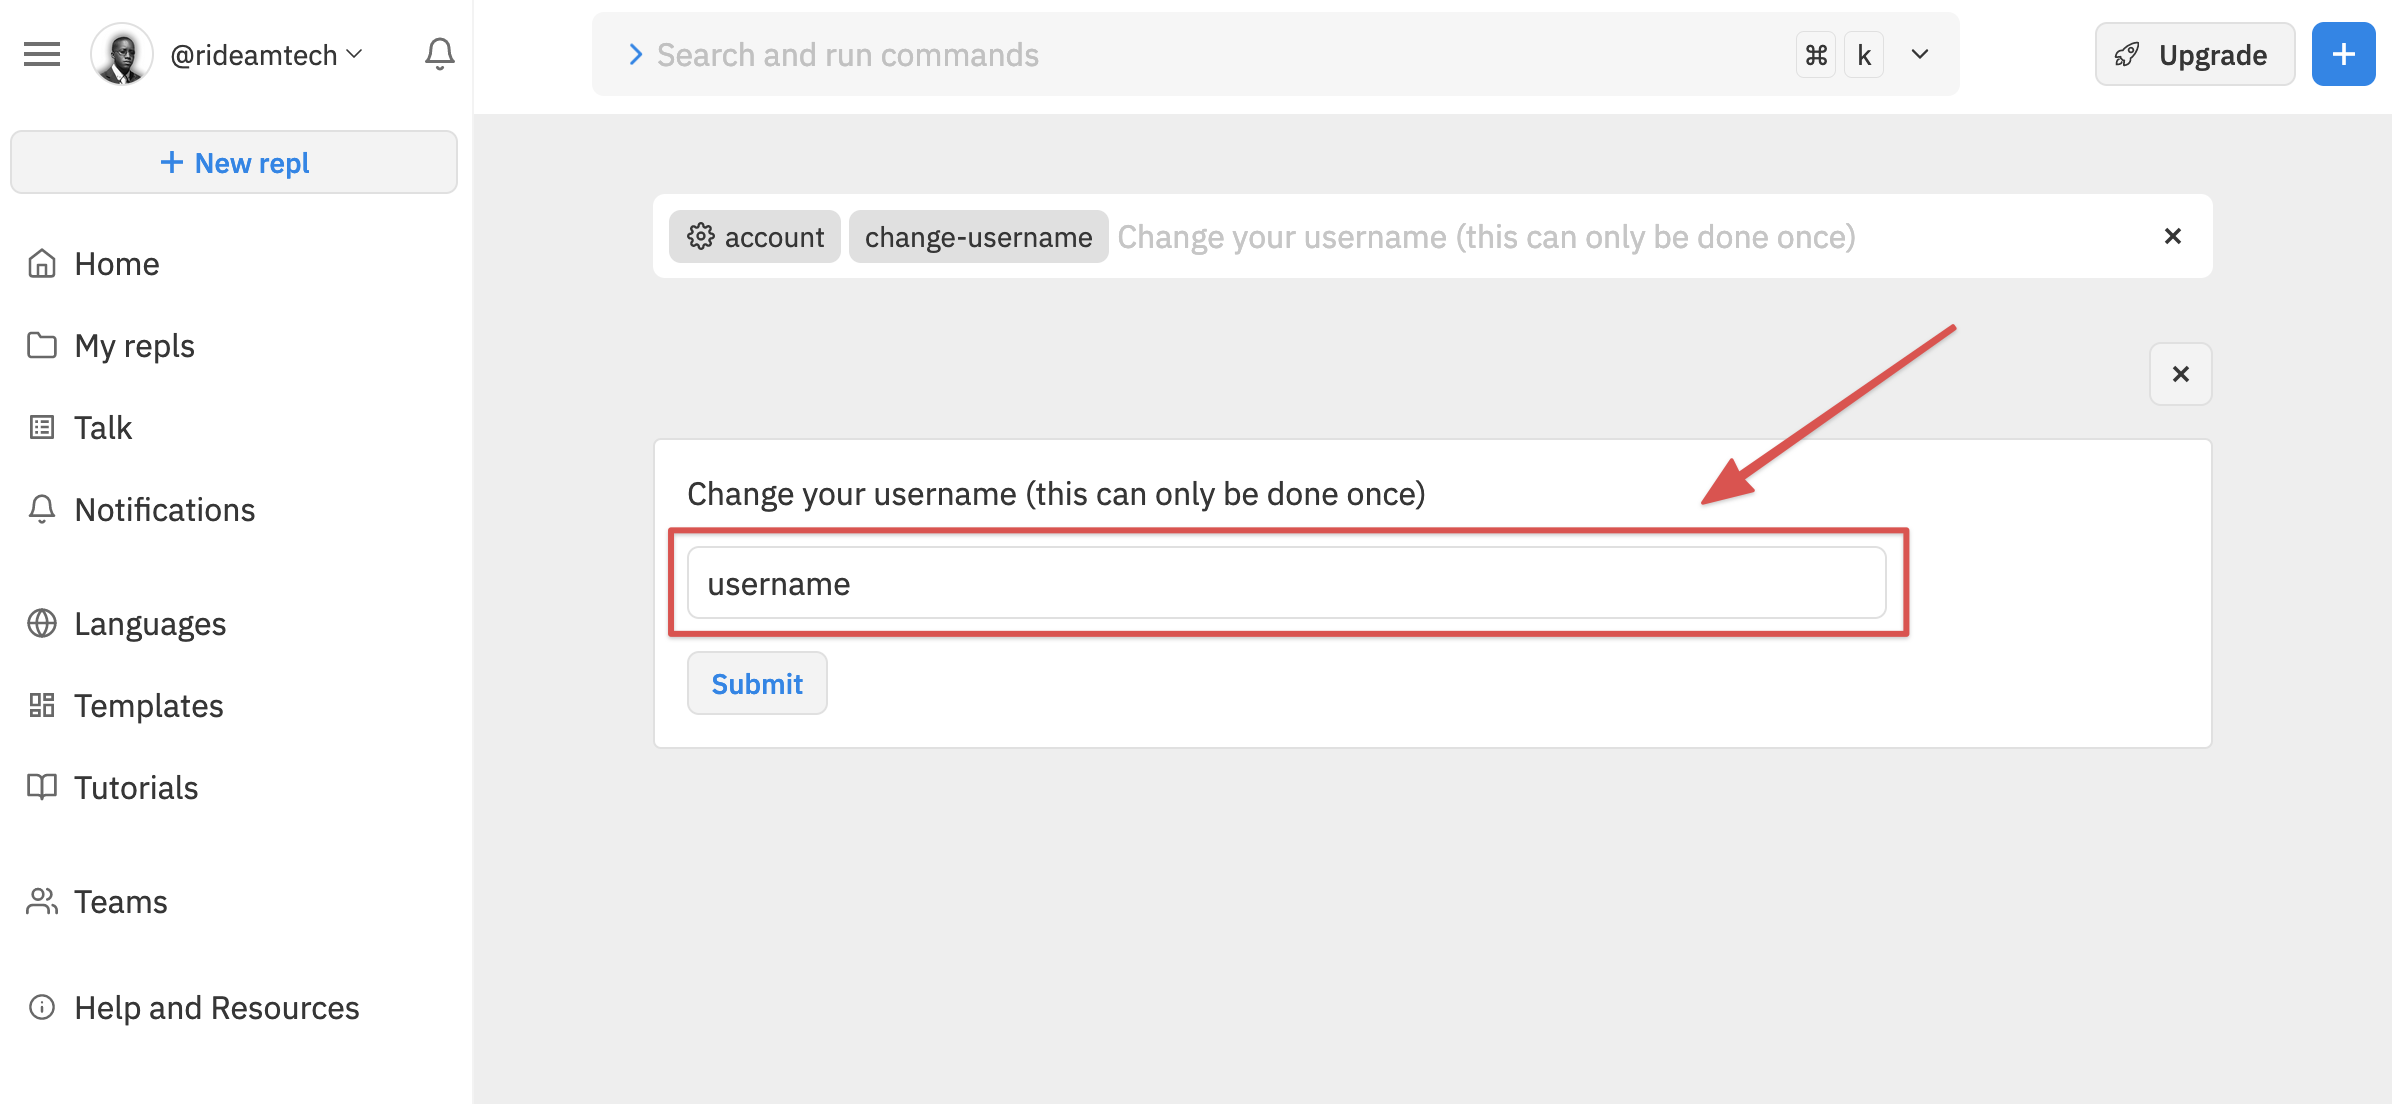 @rideamtech
Search and run commands
⌘ k
Upgrade
+ New repl
Home
My repls
Talk
Notifications
Languages
Templates
Tutorials
Teams
Help and Resources
account change-username Change your username (this can only be done once)
Change your username (this can only be done once)
username
Submit